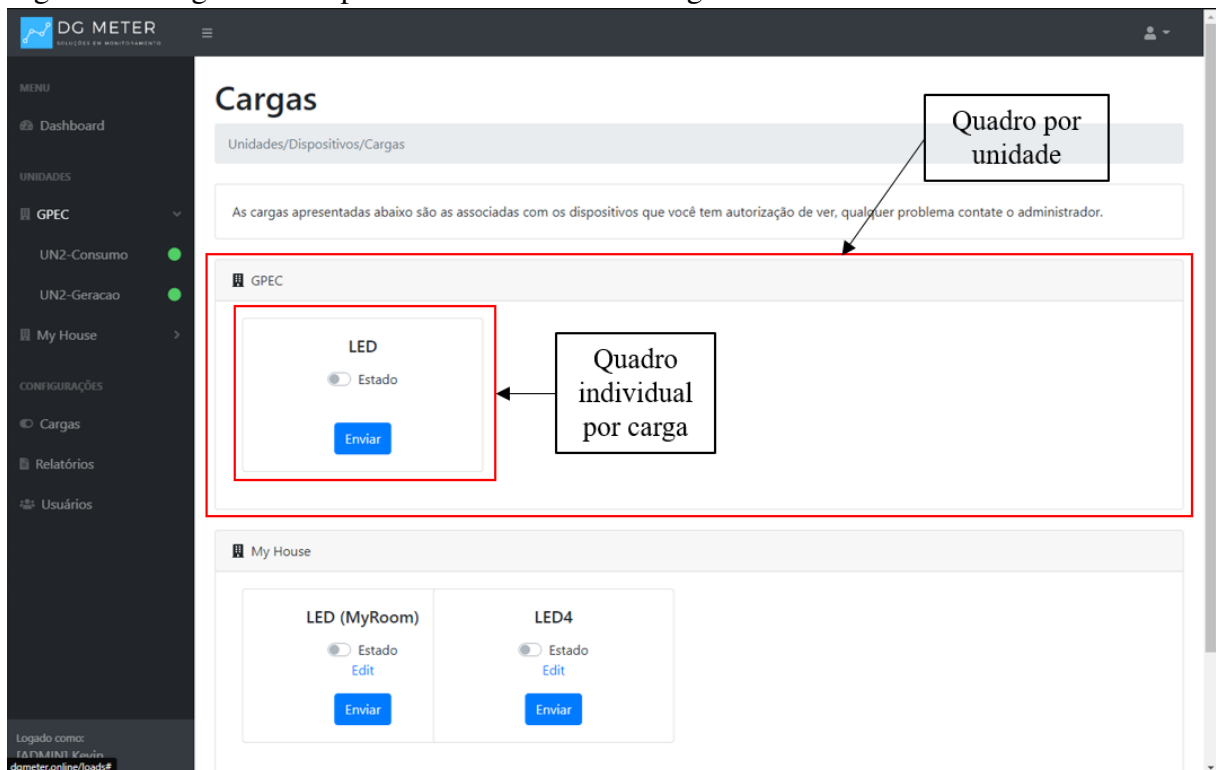 DG METER
SOLUÇÕES EM MONITORAMENTO
MENU
Dashboard
UNIDADES
GPEC
UN2-Consumo
UN2-Geracao
My House
CONFIGURAÇÕES
Cargas
Relatórios
Usuários
Logado como:
[ADMIN] Kevin
dgmeter.online/loads#
Cargas
Unidades/Dispositivos/Cargas
Quadro por
unidade
As cargas apresentadas abaixo são as associadas com os dispositivos que você tem autorização de ver, qualquer problema contate o administrador.
GPEC
LED
Estado
Enviar
Quadro
individual
por carga
My House
LED (MyRoom)
Estado
Edit
Enviar
LED4
Estado
Edit
Enviar